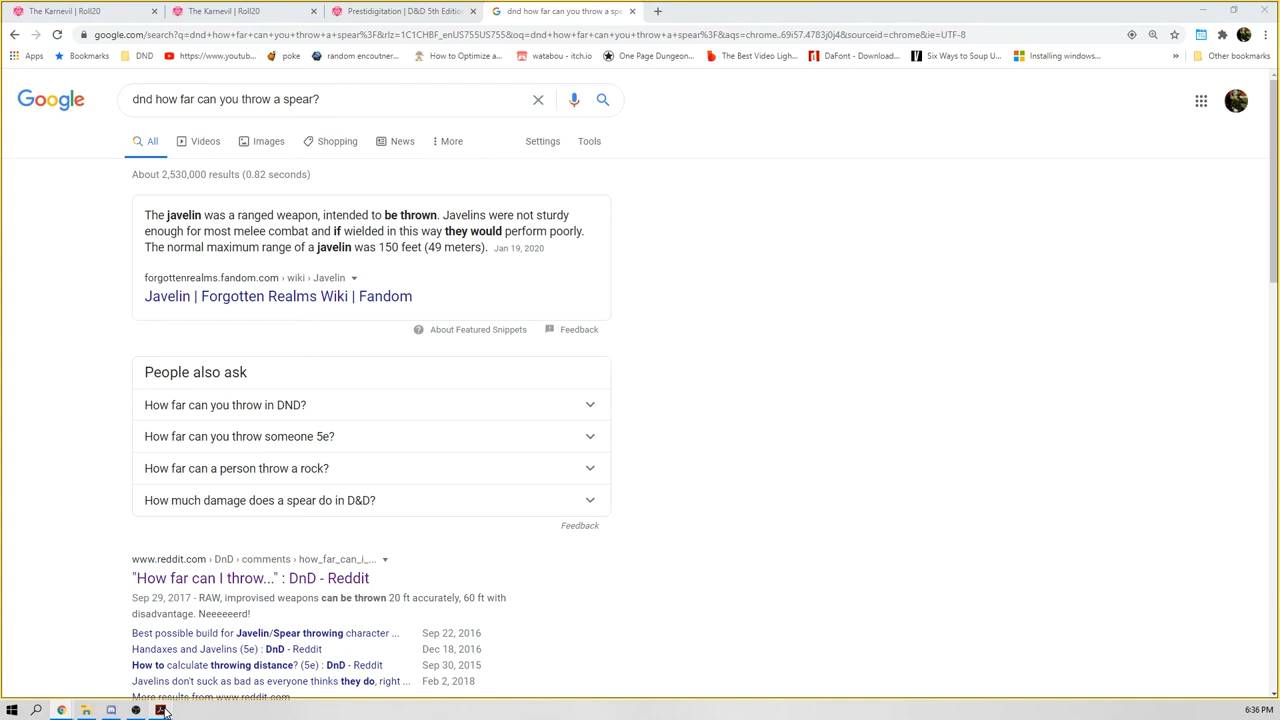 The Karnevil | Roll20
The Karnevil | Roll20
Prestidigitation | D&D 5th Edition
dnd how far can you throw a spe
google.com/search?q=dnd+how+far+can+you+throw+a+spear%3F&rlz=1C1CHBF_enUS755US755&oq=dnd+how+far+can+you+throw+a+spear%3F&aqs=chrome..69i57.4783j0j4&sourceid=chrome&ie=UTF-8
Apps
Bookmarks
DND
https://www.youtub...
poke
random encoutner...
How to Optimize a...
watabou - itch.io
One Page Dungeon...
The Best Video Ligh...
DaFont - Download...
Six Ways to Soup U...
Installing windows...
»
Other bookmarks
Google
dnd how far can you throw a spear?
All
Videos
Images
Shopping
News
More
Settings
Tools
About 2,530,000 results (0.82 seconds)
The javelin was a ranged weapon, intended to be thrown. Javelins were not sturdy
enough for most melee combat and if wielded in this way they would perform poorly.
The normal maximum range of a javelin was 150 feet (49 meters). Jan 19, 2020
forgottenrealms.fandom.com › wiki › Javelin
Javelin | Forgotten Realms Wiki | Fandom
About Featured Snippets
Feedback
People also ask
How far can you throw in DND?
How far can you throw someone 5e?
How far can a person throw a rock?
How much damage does a spear do in D&D?
Feedback
www.reddit.com › DnD › comments › how_far_can_i_...
"How far can I throw..." : DnD - Reddit
Sep 29, 2017 - RAW, improvised weapons can be thrown 20 ft accurately, 60 ft with
disadvantage. Neeeeerd!
Best possible build for Javelin/Spear throwing character ... Sep 22, 2016
Handaxes and Javelins (5e) : DnD - Reddit Dec 18, 2016
How to calculate throwing distance? (5e) : DnD - Reddit Sep 30, 2015
Javelins don't suck as bad as everyone thinks they do, right ... Feb 2, 2018
More results from www.reddit.com
6:36 PM